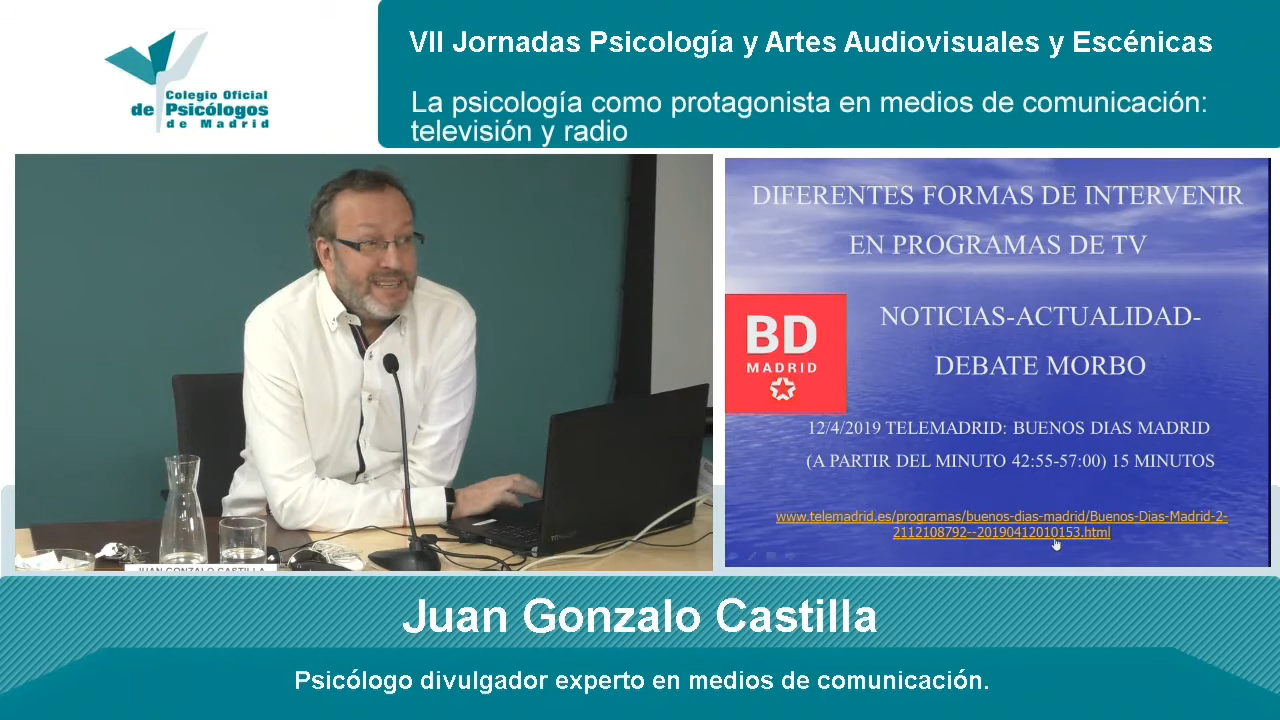 Colegio Oficial
de Psicólogos
de Madrid
VII Jornadas Psicología y Artes Audiovisuales y Escénicas
La psicología como protagonista en medios de comunicación:
televisión y radio
DIFERENTES FORMAS DE INTERVENIR
EN PROGRAMAS DE TV
NOTICIAS-ACTUALIDAD-
DEBATE MORBO
BD
MADRID
12/4/2019 TELEMADRID: BUENOS DIAS MADRID
(A PARTIR DEL MINUTO 42:55-57:00) 15 MINUTOS
www.telemadrid.es/programas/buenos-dias-madrid/Buenos-Dias-Madrid-2-
2112108792--20190412010153.html
JUAN GONZALO CASTILLA
Juan Gonzalo Castilla
Psicólogo divulgador experto en medios de comunicación.